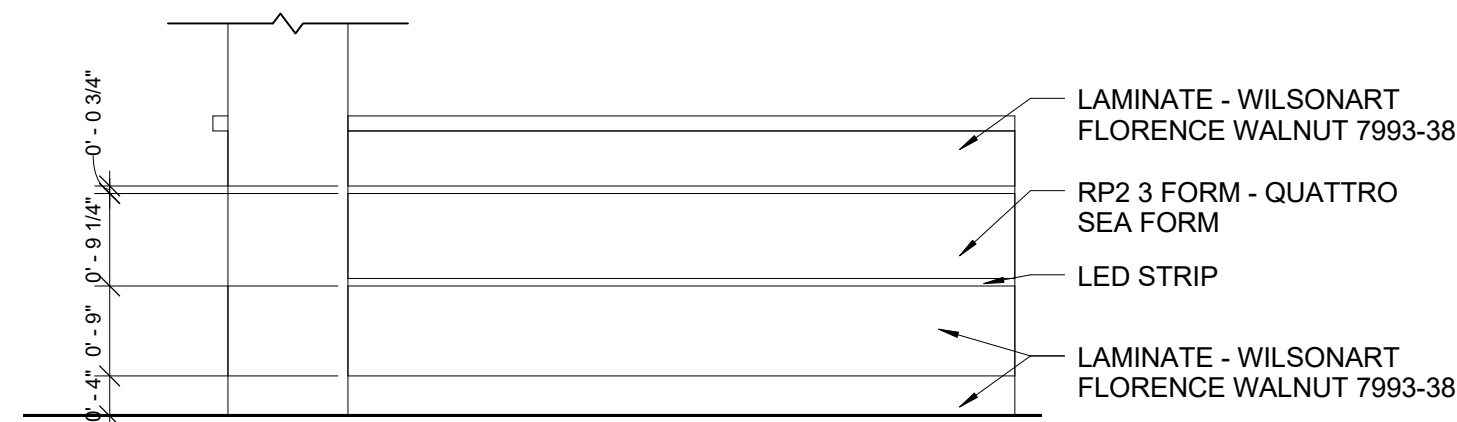 0' - 0 3/4"
0' - 9 1/4"
0' - 9"
0' - 4"
LAMINATE - WILSONART
FLORENCE WALNUT 7993-38
RP2 3 FORM - QUATTRO
SEA FORM
LED STRIP
LAMINATE - WILSONART
FLORENCE WALNUT 7993-38